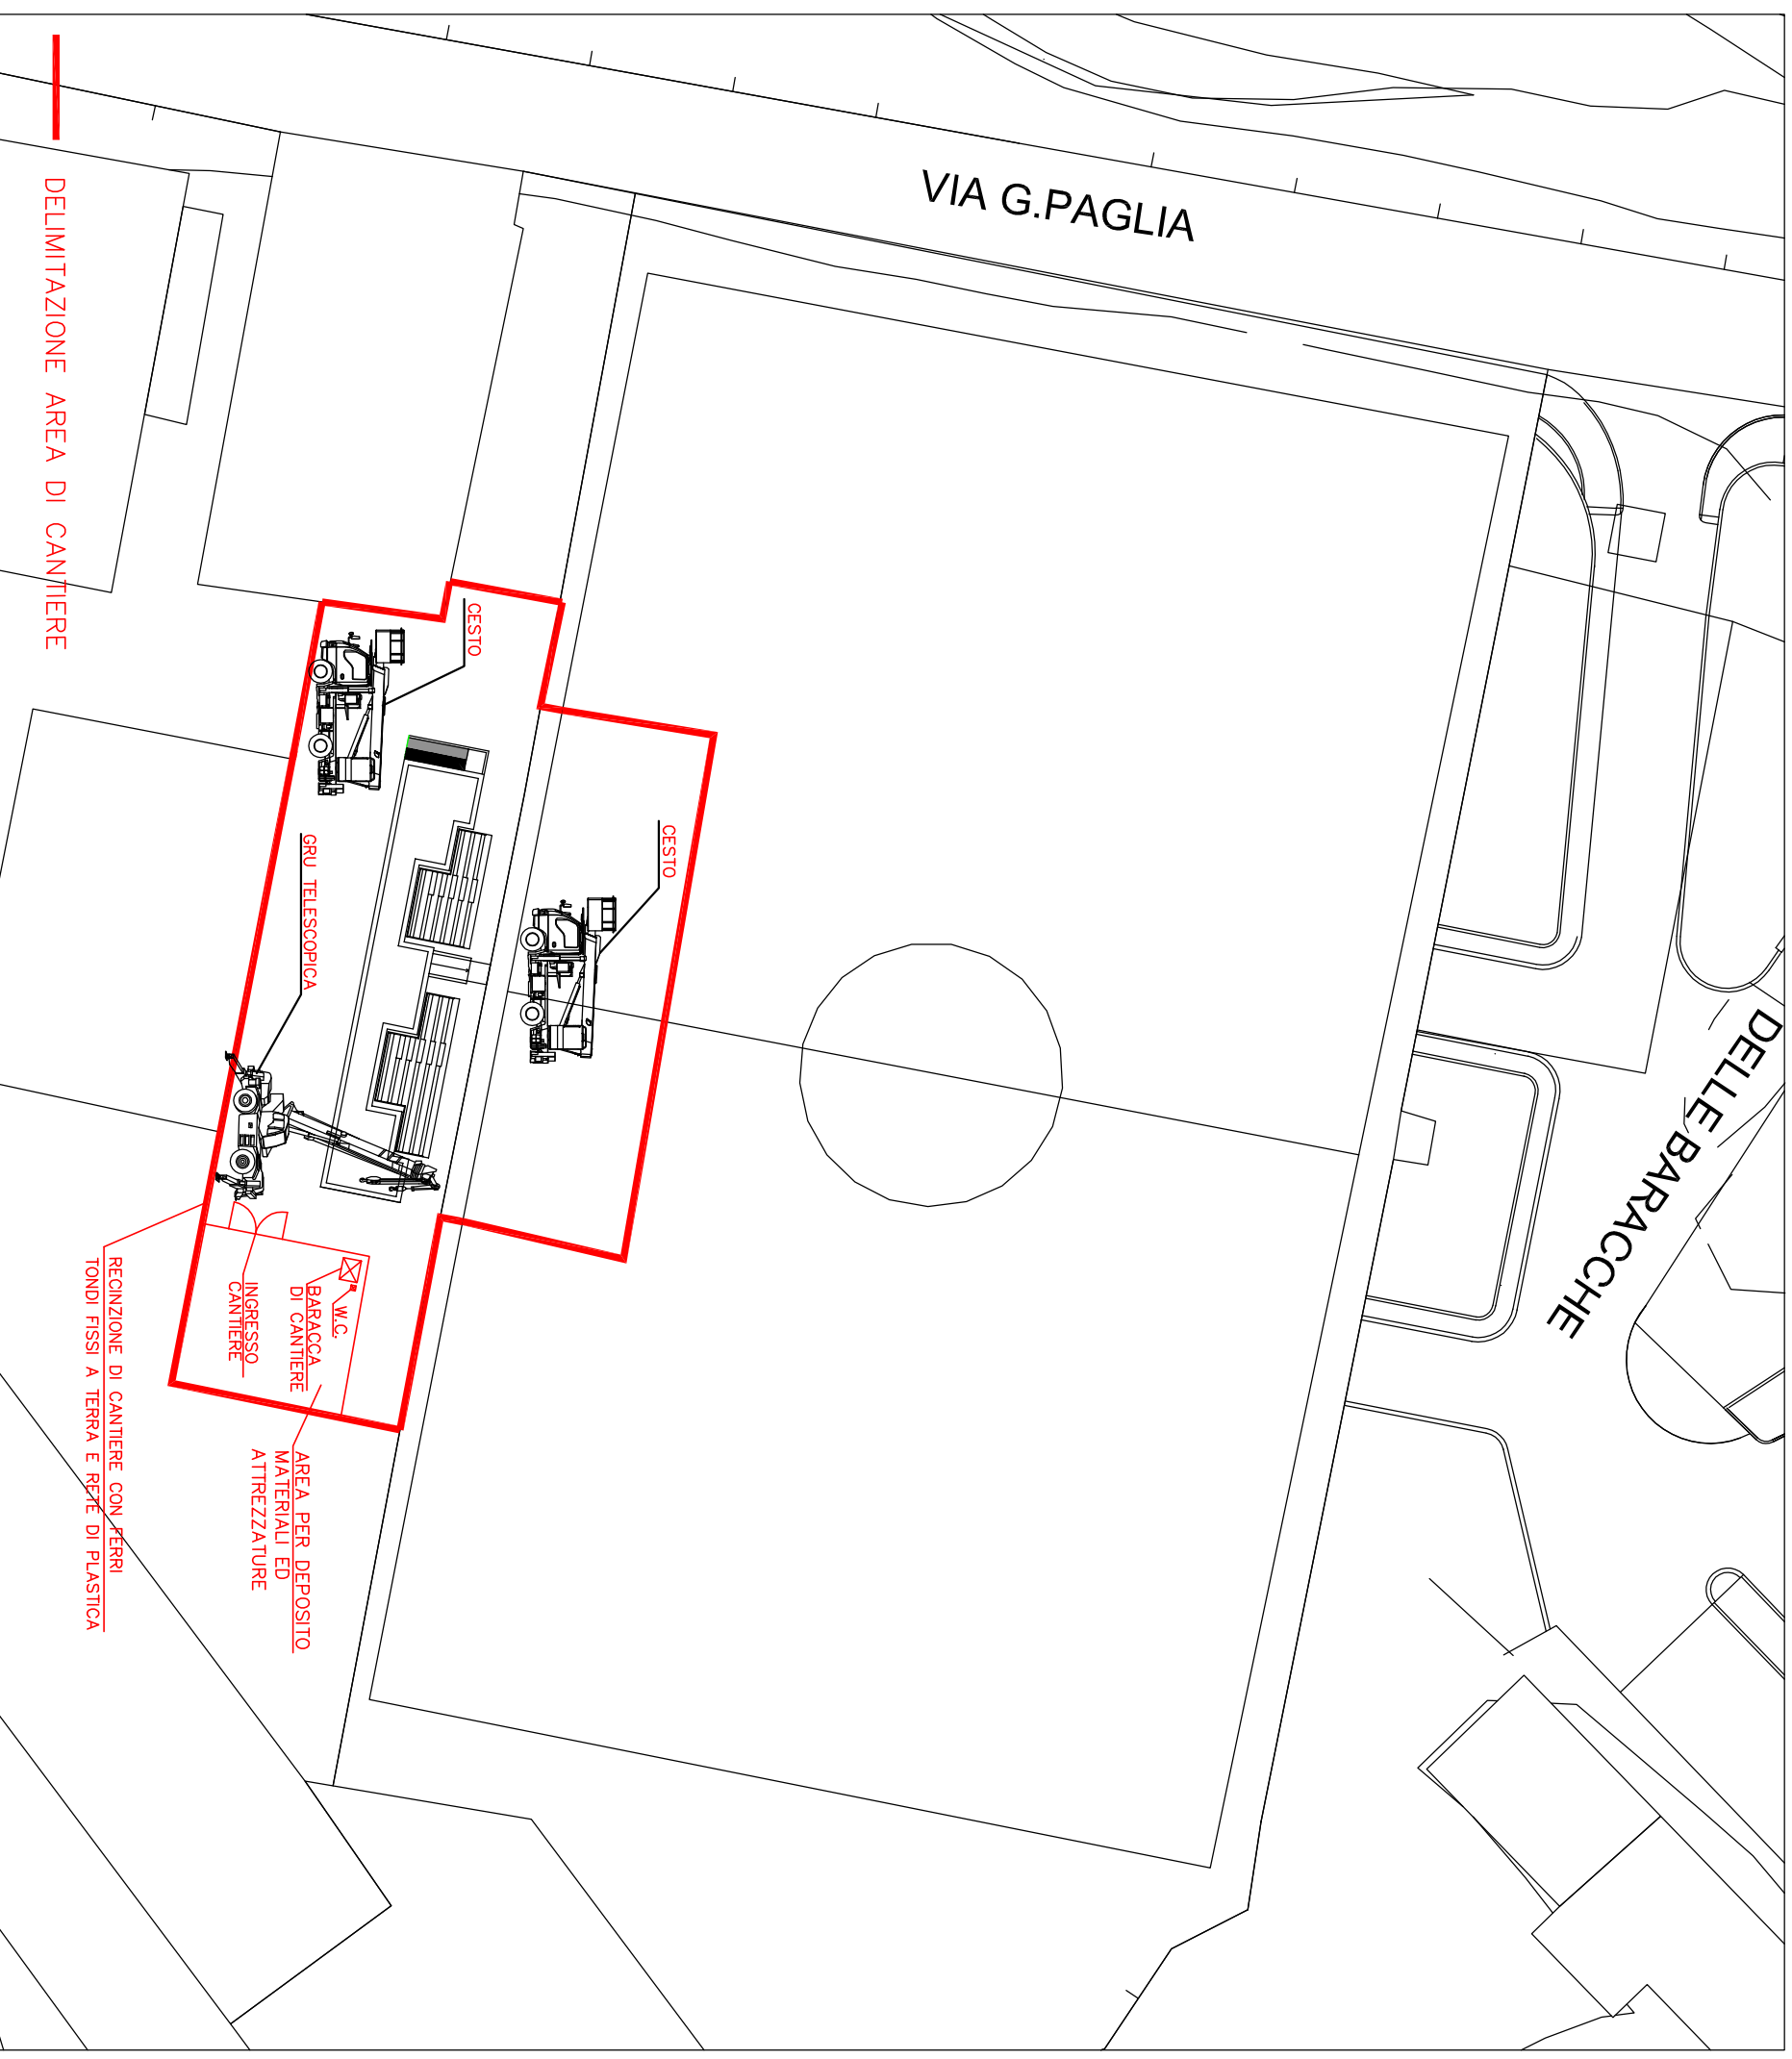 VIA G.PAGLIA
DELLE BARACCHE
DELIMITAZIONE AREA DI CANTIERE
CESTO
CESTO
GRU TELESCOPICA
W.C.
BARACCA
DI CANTIERE
INGRESSO
CANTIERE
AREA PER DEPOSITO
MATERIALI ED
ATTREZZATURE
RECINZIONE DI CANTIERE CON FERRI
TONDI FISSI A TERRA E RETE DI PLASTICA